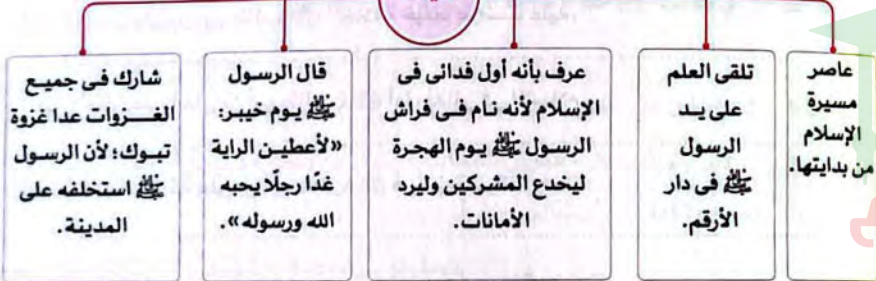 عاصر
مسيرة
الإسلام
من بدايتها.
تلقى العلم
على يد
الرسول
ﷺ فى دار
الأرقم.
عرف بأنه أول فدائى فى
الإسلام لأنه نام فى فراش
الرسول ﷺ يوم الهجرة
ليخدع المشركين وليرد
الأمانات.
قال الرسول
ﷺ يوم خيبر:
«لأعطين الراية
غدًا رجلًا يحبه
الله ورسوله».
شارك فى جميع
الغـزوات عدا غزوة
تبوك؛ لأن الرسول
ﷺ استخلفه على
المدينة.